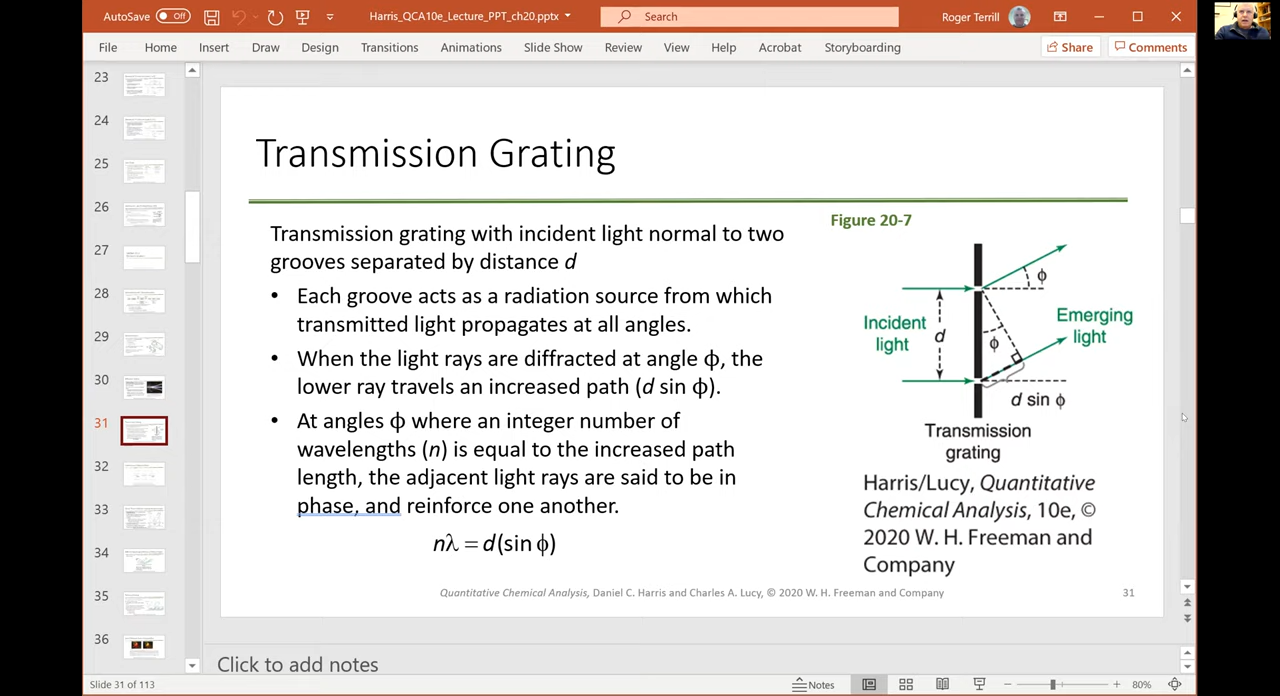 AutoSave Off Harris_QCA10e_Lecture_PPT_ch20.pptx Search Roger Terrill
File Home Insert Draw Design Transitions Animations Slide Show Review View Help Acrobat Storyboarding Share Comments
23
24
25
26
27
28
29
30
31
32
33
34
35
36
Transmission Grating
Transmission grating with incident light normal to two
grooves separated by distance d
• Each groove acts as a radiation source from which
transmitted light propagates at all angles.
• When the light rays are diffracted at angle ϕ, the
lower ray travels an increased path (d sin ϕ).
• At angles ϕ where an integer number of
wavelengths (n) is equal to the increased path
length, the adjacent light rays are said to be in
phase, and reinforce one another.
nλ = d(sin ϕ)
Figure 20-7
ϕ
Incident
light
d
ϕ
Emerging
light
d sin ϕ
Transmission
grating
Harris/Lucy, Quantitative
Chemical Analysis, 10e, ©
2020 W. H. Freeman and
Company
Quantitative Chemical Analysis, Daniel C. Harris and Charles A. Lucy, © 2020 W. H. Freeman and Company
31
Click to add notes
Slide 31 of 113 Notes 80%